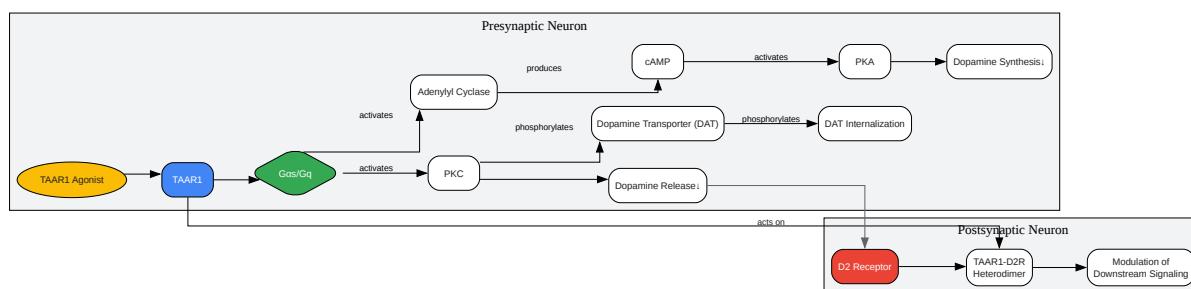 Presynaptic Neuron
cAMP
activates
PKA
Dopamine Synthesis↓
produces
Adenylyl Cyclase
activates
phosphorylates
Dopamine Transporter (DAT)
phosphorylates
DAT Internalization
TAAR1 Agonist
TAAR1
Gαs/Gq
activates
PKC
Dopamine Release↓
acts on
Postsynaptic Neuron
D2 Receptor
TAAR1-D2R
Heterodimer
Modulation of
Downstream Signaling